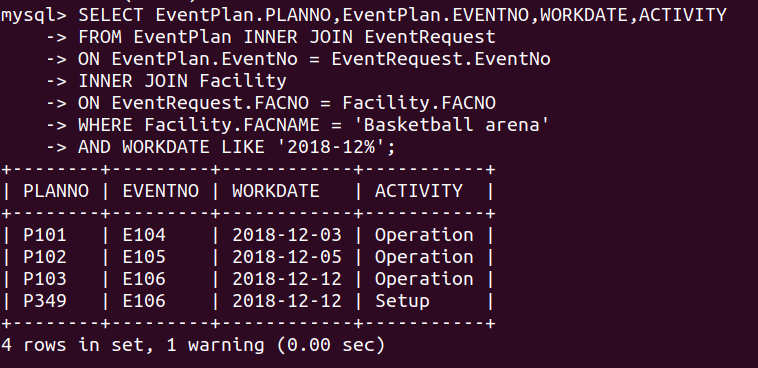 mysql> SELECT EventPlan.PLANNO,EventPlan.EVENTNO,WORKDATE,ACTIVITY
    -> FROM EventPlan INNER JOIN EventRequest
    -> ON EventPlan.EventNo = EventRequest.EventNo
    -> INNER JOIN Facility
    -> ON EventRequest.FACNO = Facility.FACNO
    -> WHERE Facility.FACNAME = 'Basketball arena'
    -> AND WORKDATE LIKE '2018-12%';
+--------+---------+------------+-----------+
| PLANNO | EVENTNO | WORKDATE   | ACTIVITY  |
+--------+---------+------------+-----------+
| P101   | E104    | 2018-12-03 | Operation |
| P102   | E105    | 2018-12-05 | Operation |
| P103   | E106    | 2018-12-12 | Operation |
| P349   | E106    | 2018-12-12 | Setup     |
+--------+---------+------------+-----------+
4 rows in set, 1 warning (0.00 sec)